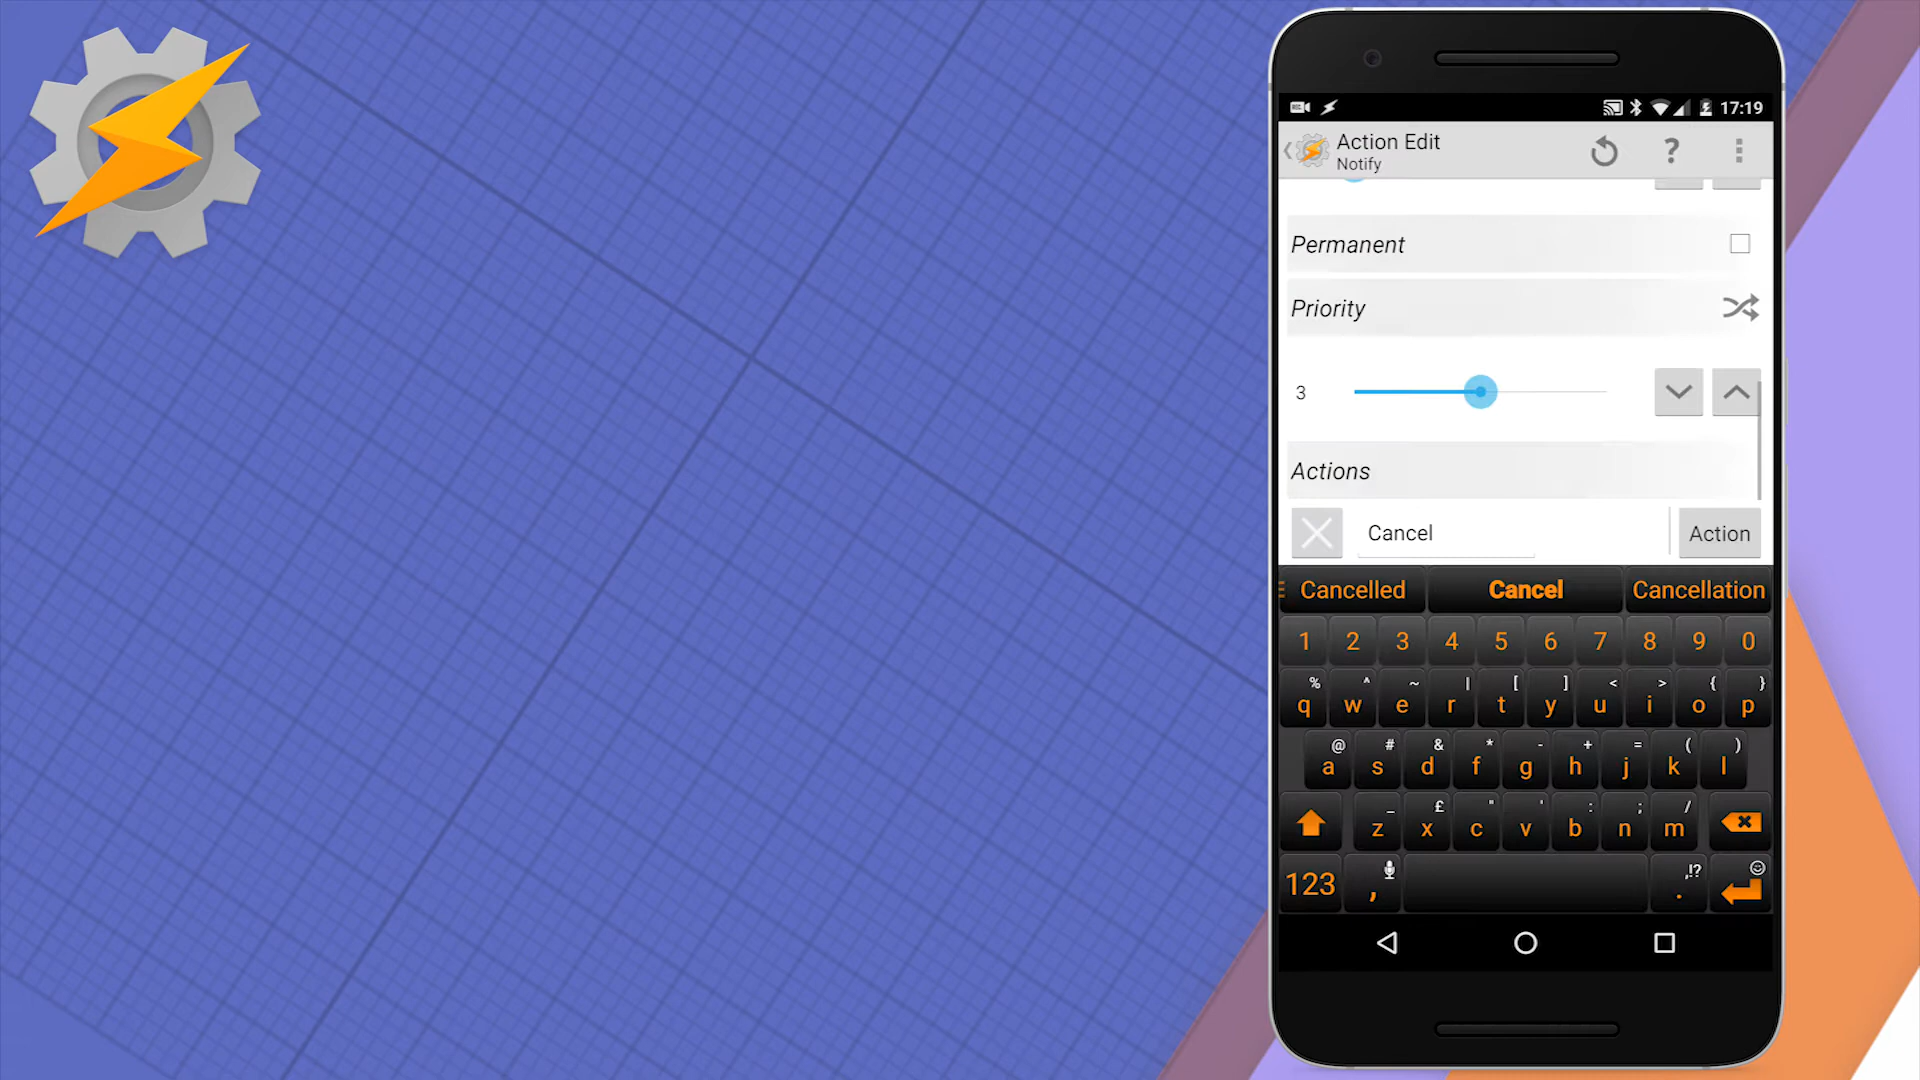 17:19
Action Edit
Notify
?
Permanent
Priority
3
Actions
Cancel
Action
Cancelled Cancel Cancellation
1 2 3 4 5 6 7 8 9 0
% ^ ~ | [ ] < > { }
q w e r t y u i o p
@ # & * - + = ( )
a s d f g h j k l
_ £ " ' : ; /
z x c v b n m
123 , ,!? .